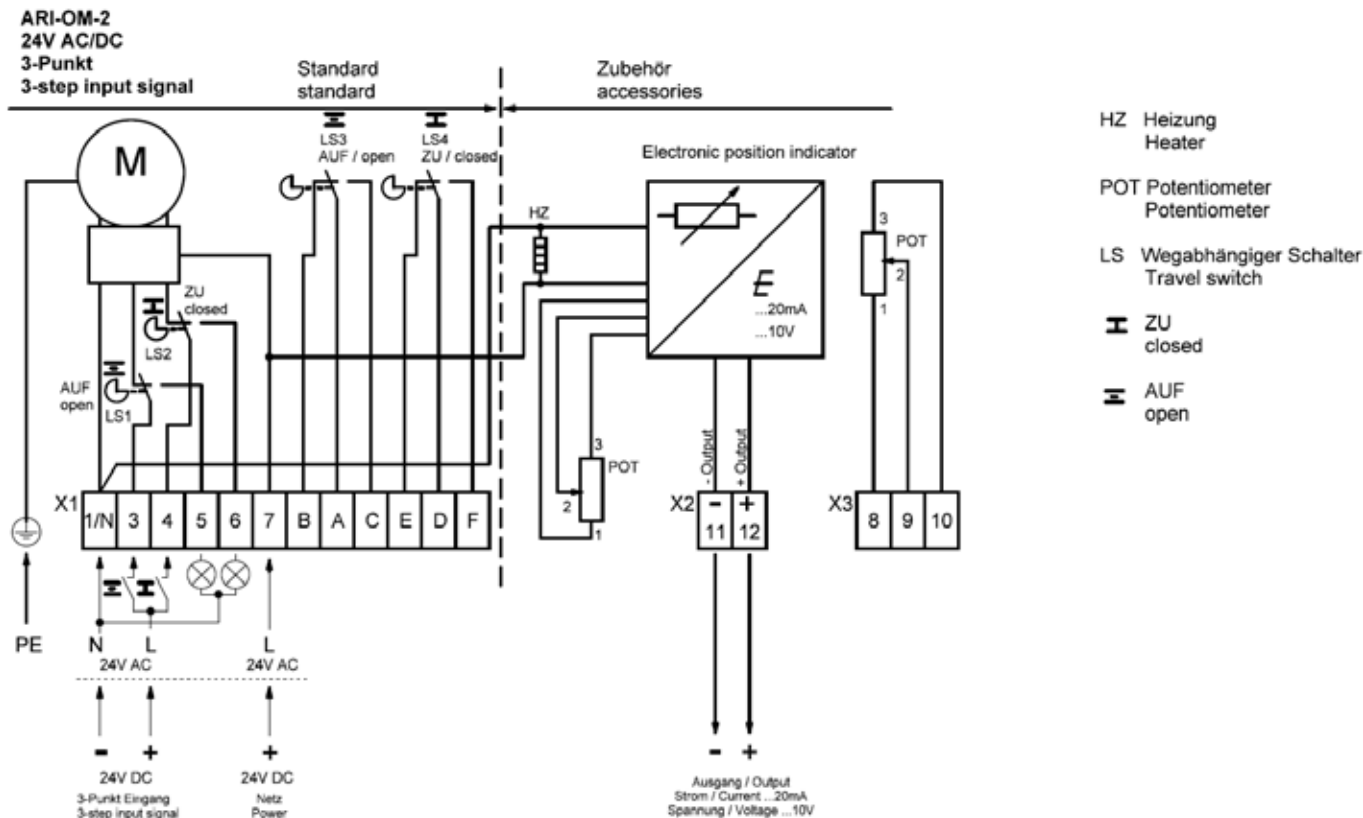 ARI-OM-2
24V AC/DC
3-Punkt
3-step input signal
Standard
standard
Zubehör
accessories
LS3
AUF / open
LS4
ZU / closed
M
HZ
Electronic position indicator
E
...20mA
...10V
3
POT
2
1
ZU
closed
LS2
AUF
open
LS1
3
POT
2
1
- Output
+ Output
X1
1/N 3 4 5 6 7 B A C E D F
X2
- +
11 12
X3
8 9 10
PE
N L L
24V AC 24V AC
- + +
24V DC 24V DC
3-Punkt Eingang
3-step input signal
Netz
Power
- +
Ausgang / Output
Strom / Current ...20mA
Spannung / Voltage ...10V
HZ Heizung
Heater
POT Potentiometer
Potentiometer
LS Wegabhängiger Schalter
Travel switch
ZU
closed
AUF
open